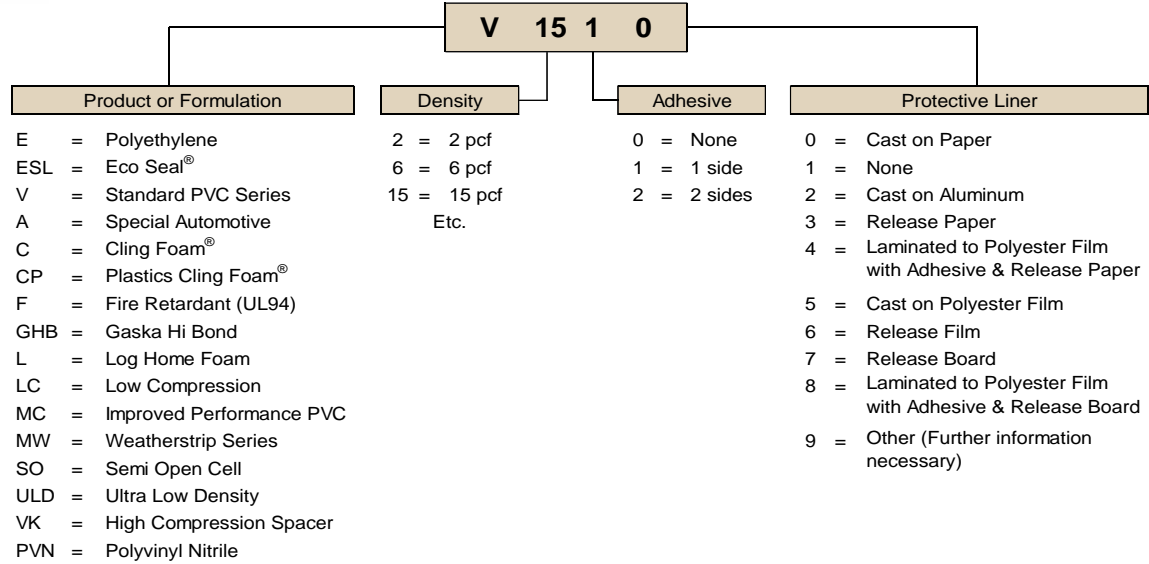 V 15 1 0
Product or Formulation
E = Polyethylene
ESL = Eco Seal®
V = Standard PVC Series
A = Special Automotive
C = Cling Foam®
CP = Plastics Cling Foam®
F = Fire Retardant (UL94)
GHB = Gaska Hi Bond
L = Log Home Foam
LC = Low Compression
MC = Improved Performance PVC
MW = Weatherstrip Series
SO = Semi Open Cell
ULD = Ultra Low Density
VK = High Compression Spacer
PVN = Polyvinyl Nitrile
Density
2 = 2 pcf
6 = 6 pcf
15 = 15 pcf
Etc.
Adhesive
0 = None
1 = 1 side
2 = 2 sides
Protective Liner
0 = Cast on Paper
1 = None
2 = Cast on Aluminum
3 = Release Paper
4 = Laminated to Polyester Film
with Adhesive & Release Paper
5 = Cast on Polyester Film
6 = Release Film
7 = Release Board
8 = Laminated to Polyester Film
with Adhesive & Release Board
9 = Other (Further information
necessary)